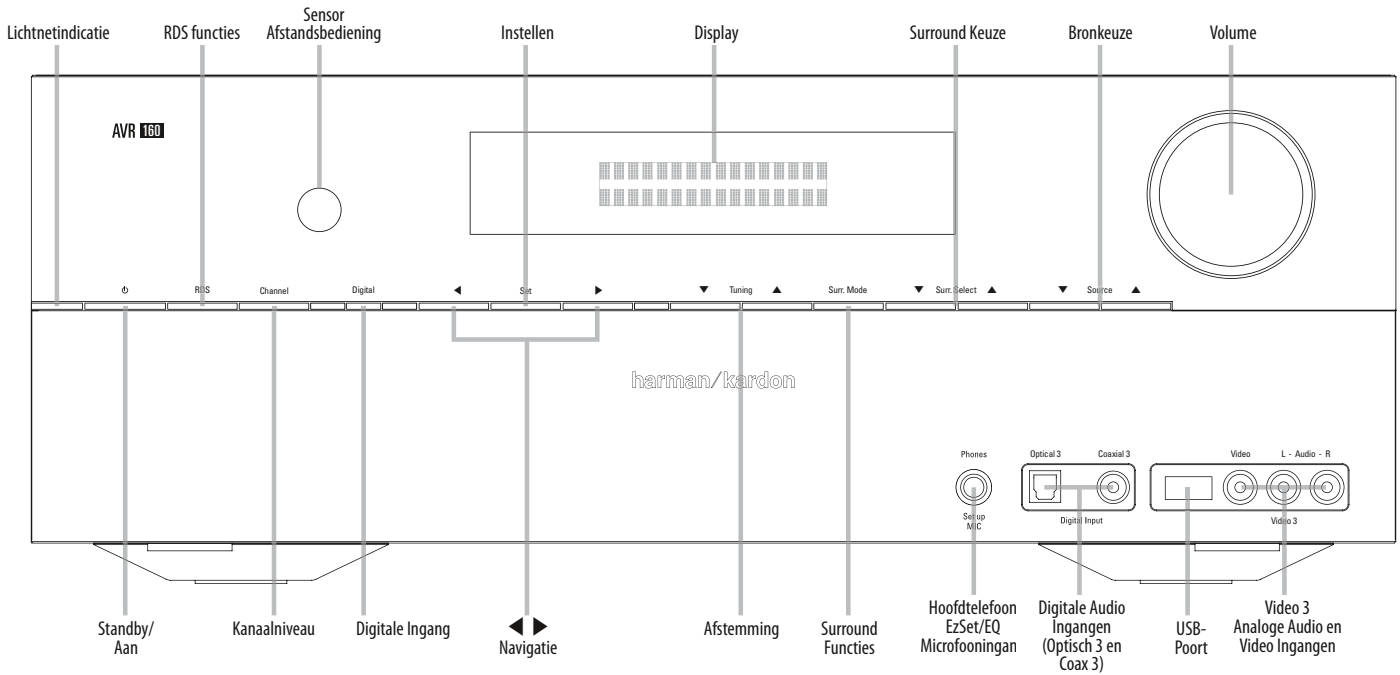 Lichtnetindicatie
RDS functies
Sensor
Afstandsbediening
Instellen
Display
Surround Keuze
Bronkeuze
Volume
AVR 160
RDS
Channel
Digital
◀
Set
▶
▼ Tuning ▲
Surr. Mode
▼ Surr. Select ▲
▼ Source ▲
harman/kardon
Phones
Optical 3
Coaxial 3
Video
L - Audio - R
Set up
MIC
Digital Input
Video 3
Standby/
Aan
Kanaalniveau
Digitale Ingang
◀ ▶
Navigatie
Afstemming
Surround
Functies
Hoofdtelefoon
EzSet/EQ
Microfooningan
Digitale Audio
Ingangen
(Optisch 3 en
Coax 3)
USB-
Poort
Video 3
Analoge Audio en
Video Ingangen